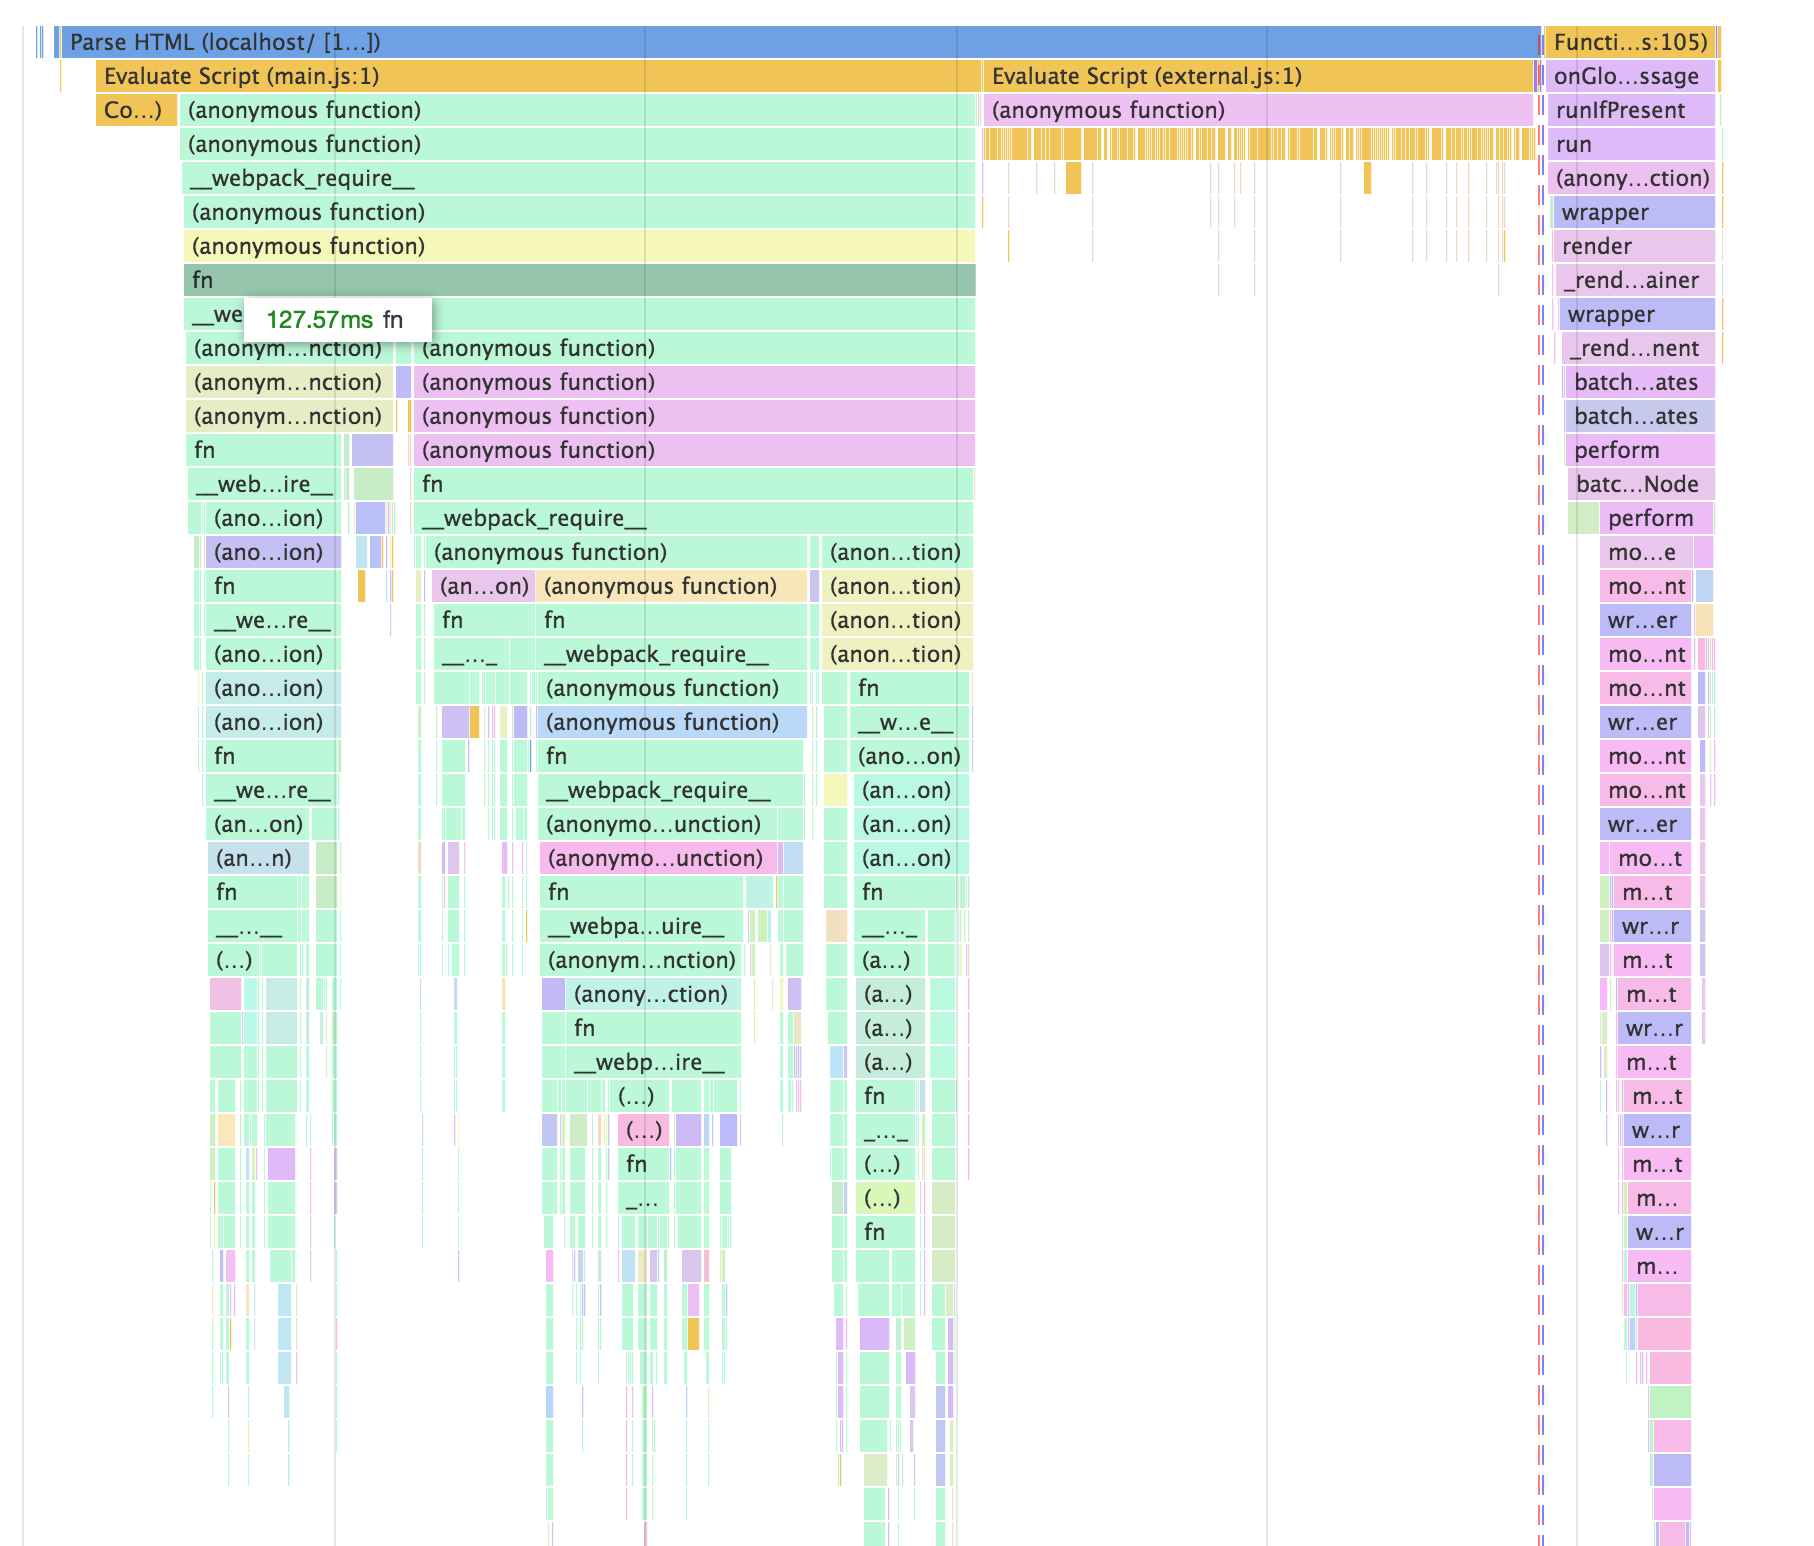 Parse HTML (localhost/ [1…]) Functi…s:105)
Evaluate Script (main.js:1) Evaluate Script (external.js:1) onGlo…ssage
Co…) (anonymous function) (anonymous function) runIfPresent
(anonymous function) run
__webpack_require__ (anony…ction)
(anonymous function) wrapper
(anonymous function) render
fn _rend…ainer
__we wrapper
127.57ms fn
(anonym…nction) (anonymous function) _rend…nent
(anonym…nction) (anonymous function) batch…ates
(anonym…nction) (anonymous function) batch…ates
fn (anonymous function) perform
__web…ire__ fn batc…Node
(ano…ion) __webpack_require__ perform
(ano…ion) (anonymous function) (anon…tion) mo…e
fn (an…on) (anonymous function) (anon…tion) mo…nt
__we…re__ fn fn (anon…tion) wr…er
(ano…ion) __…_ __webpack_require__ (anon…tion) mo…nt
(ano…ion) (anonymous function) fn mo…nt
(ano…ion) (anonymous function) __w…e__ wr…er
fn fn (ano…on) mo…nt
__we…re__ __webpack_require__ (an…on) mo…nt
(an…on) (anonymo…unction) (an…on) wr…er
(an…n) (anonymo…unction) (an…on) mo…t
fn fn fn m…t
__…__ __webpa…uire__ __…_ wr…r
(…) (anonym…nction) (a…) m…t
(anony…ction) (a…) m…t
fn (a…) wr…r
__webp…ire__ (a…) m…t
(…) fn m…t
(…) _…_ w…r
fn (…) m…t
_… (…) m…
fn w…r
m…